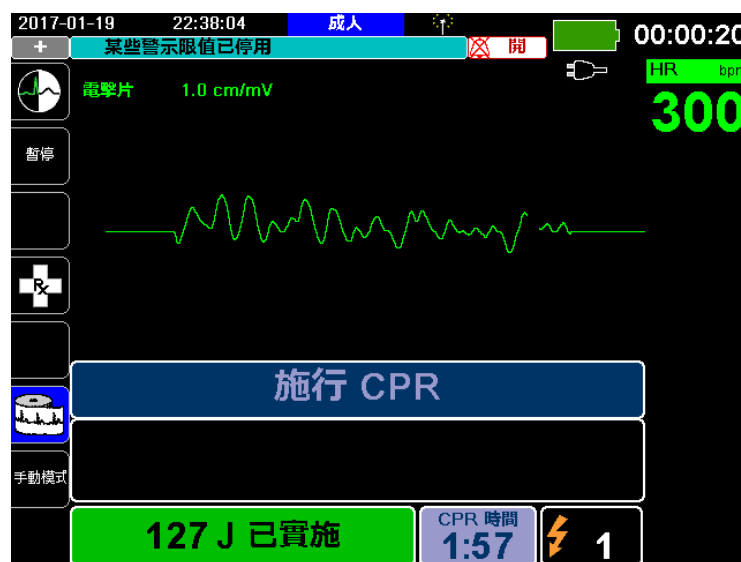 2017-01-19 22:38:04 成人
00:00:20
+ 某些警示限值已停用 開
HR bpm
300
電擊片 1.0 cm/mV
暫停
Rx
施行 CPR
手動模式
127 J 已實施
CPR 時間
1:57
1